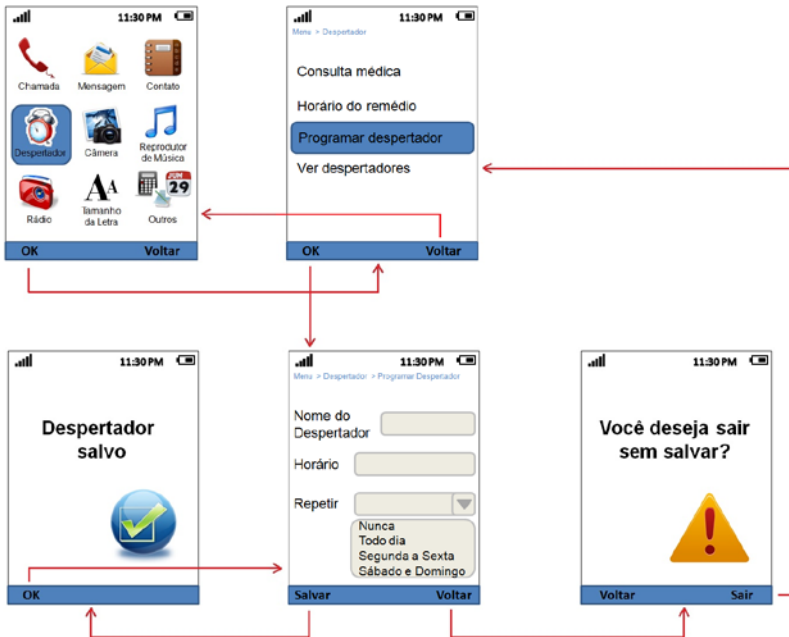 11:30 PM
Chamada
Mensagem
Contato
Despertador
Câmera
Reprodutor
de Música
Rádio
Tamanho
da Letra
Outros
JUN
29
OK
Voltar
11:30 PM
Menu > Despertador
Consulta médica
Horário do remédio
Programar despertador
Ver despertadores
OK
Voltar
11:30 PM
Despertador
salvo
OK
11:30 PM
Menu > Despertador > Programar Despertador
Nome do
Despertador
Horário
Repetir
Nunca
Todo dia
Segunda a Sexta
Sábado e Domingo
Salvar
Voltar
11:30 PM
Você deseja sair
sem salvar?
Voltar
Sair